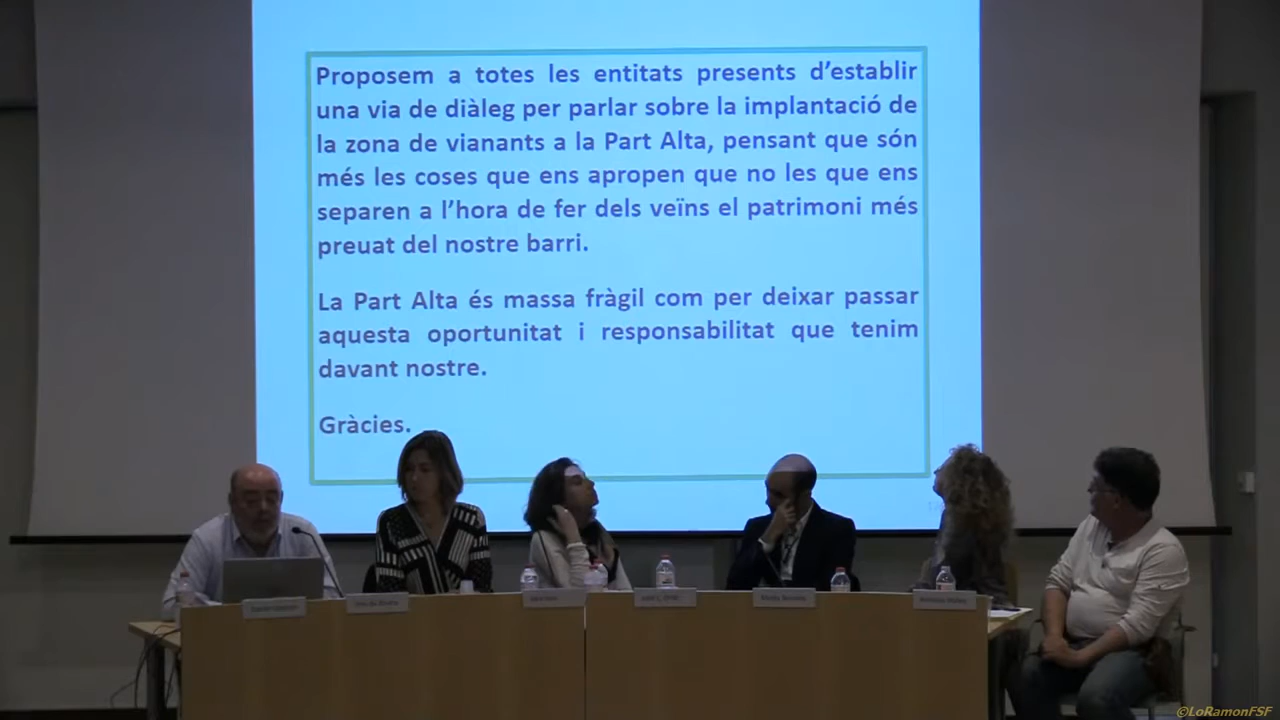 Proposem a totes les entitats presents d’establir
una via de diàleg per parlar sobre la implantació de
la zona de vianants a la Part Alta, pensant que són
més les coses que ens apropen que no les que ens
separen a l’hora de fer dels veïns el patrimoni més
preuat del nostre barri.
La Part Alta és massa fràgil com per deixar passar
aquesta oportunitat i responsabilitat que tenim
davant nostre.
Gràcies.
©LoRamonFSF